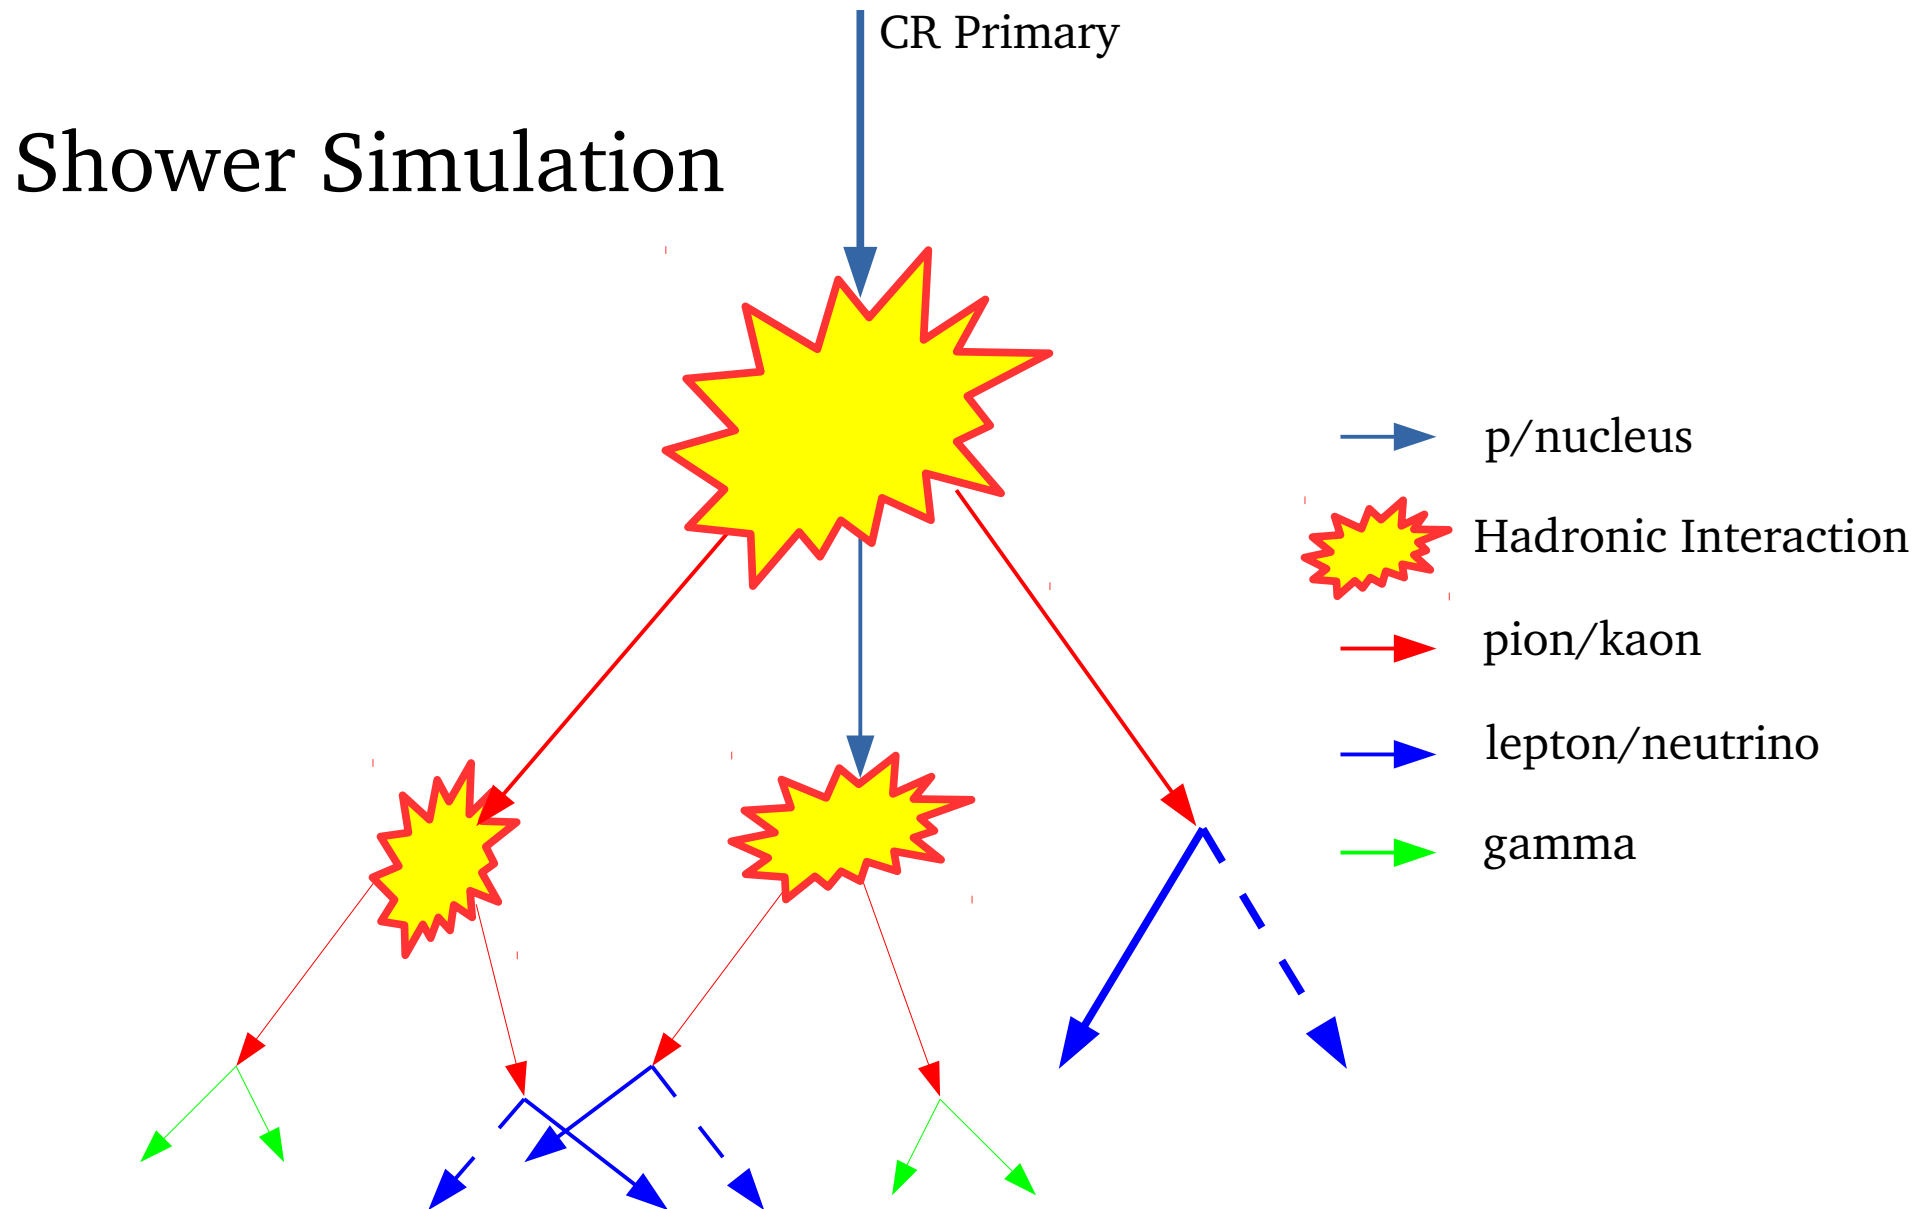 CR Primary
Shower Simulation
p/nucleus
Hadronic Interaction
pion/kaon
lepton/neutrino
gamma